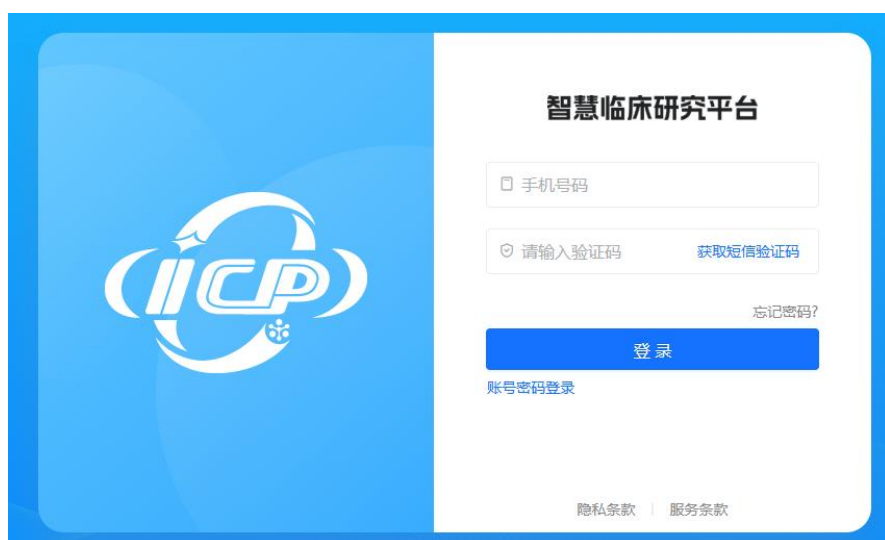 智慧临床研究平台
手机号码
请输入验证码 获取短信验证码
忘记密码?
登录
账号密码登录
ICP
隐私条款 | 服务条款